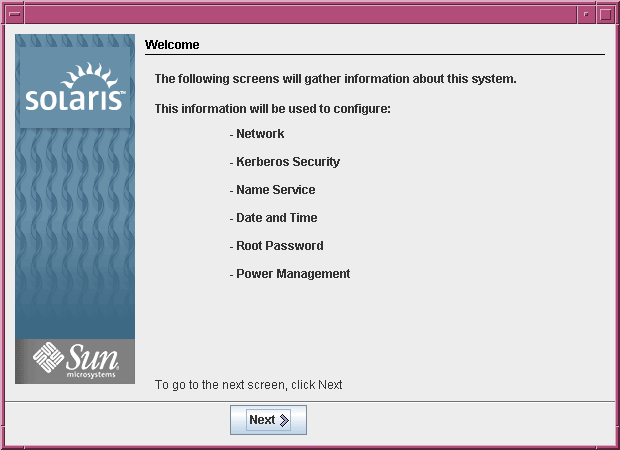 Welcome
solaris™
The following screens will gather information about this system.
This information will be used to configure:
- Network
- Kerberos Security
- Name Service
- Date and Time
- Root Password
- Power Management
Sun
microsystems
To go to the next screen, click Next
Next